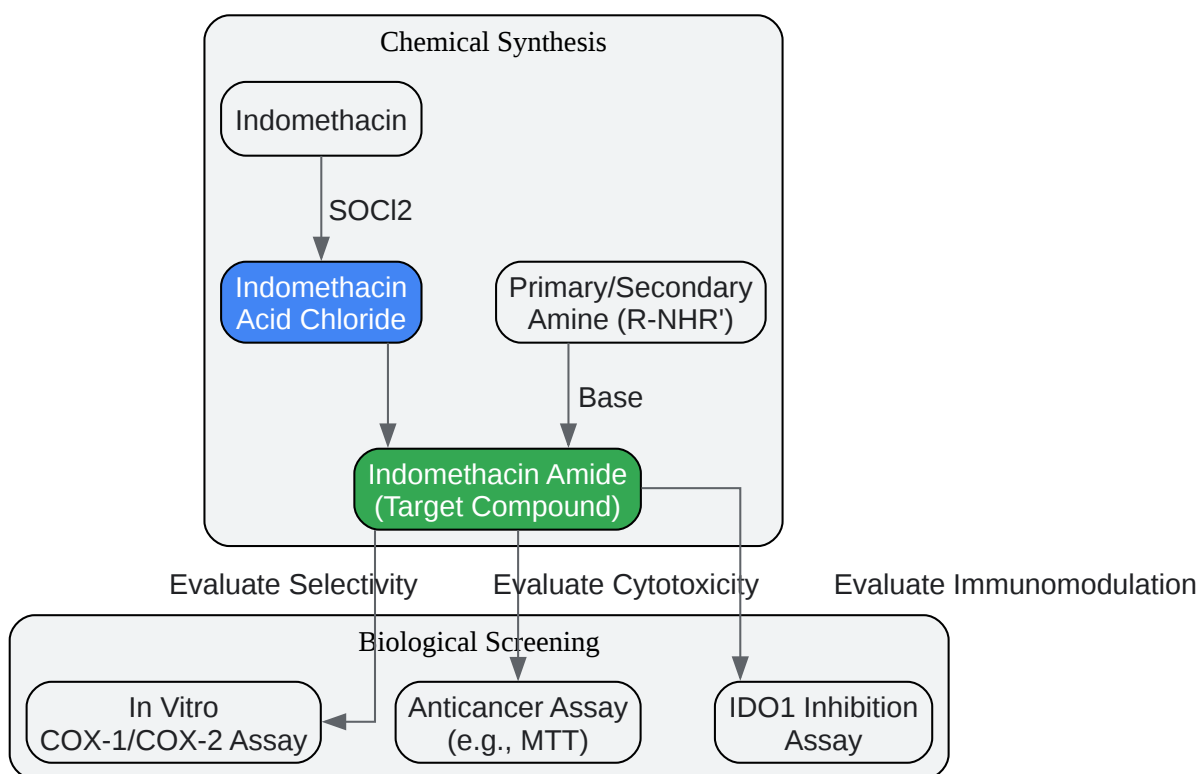 Chemical Synthesis
Indomethacin
SOCl2
Indomethacin
Acid Chloride
Primary/Secondary
Amine (R-NHR')
Base
Indomethacin Amide
(Target Compound)
Evaluate Selectivity
Evaluate Cytotoxicity
Evaluate Immunomodulation
Biological Screening
In Vitro
COX-1/COX-2 Assay
Anticancer Assay
(e.g., MTT)
IDO1 Inhibition
Assay